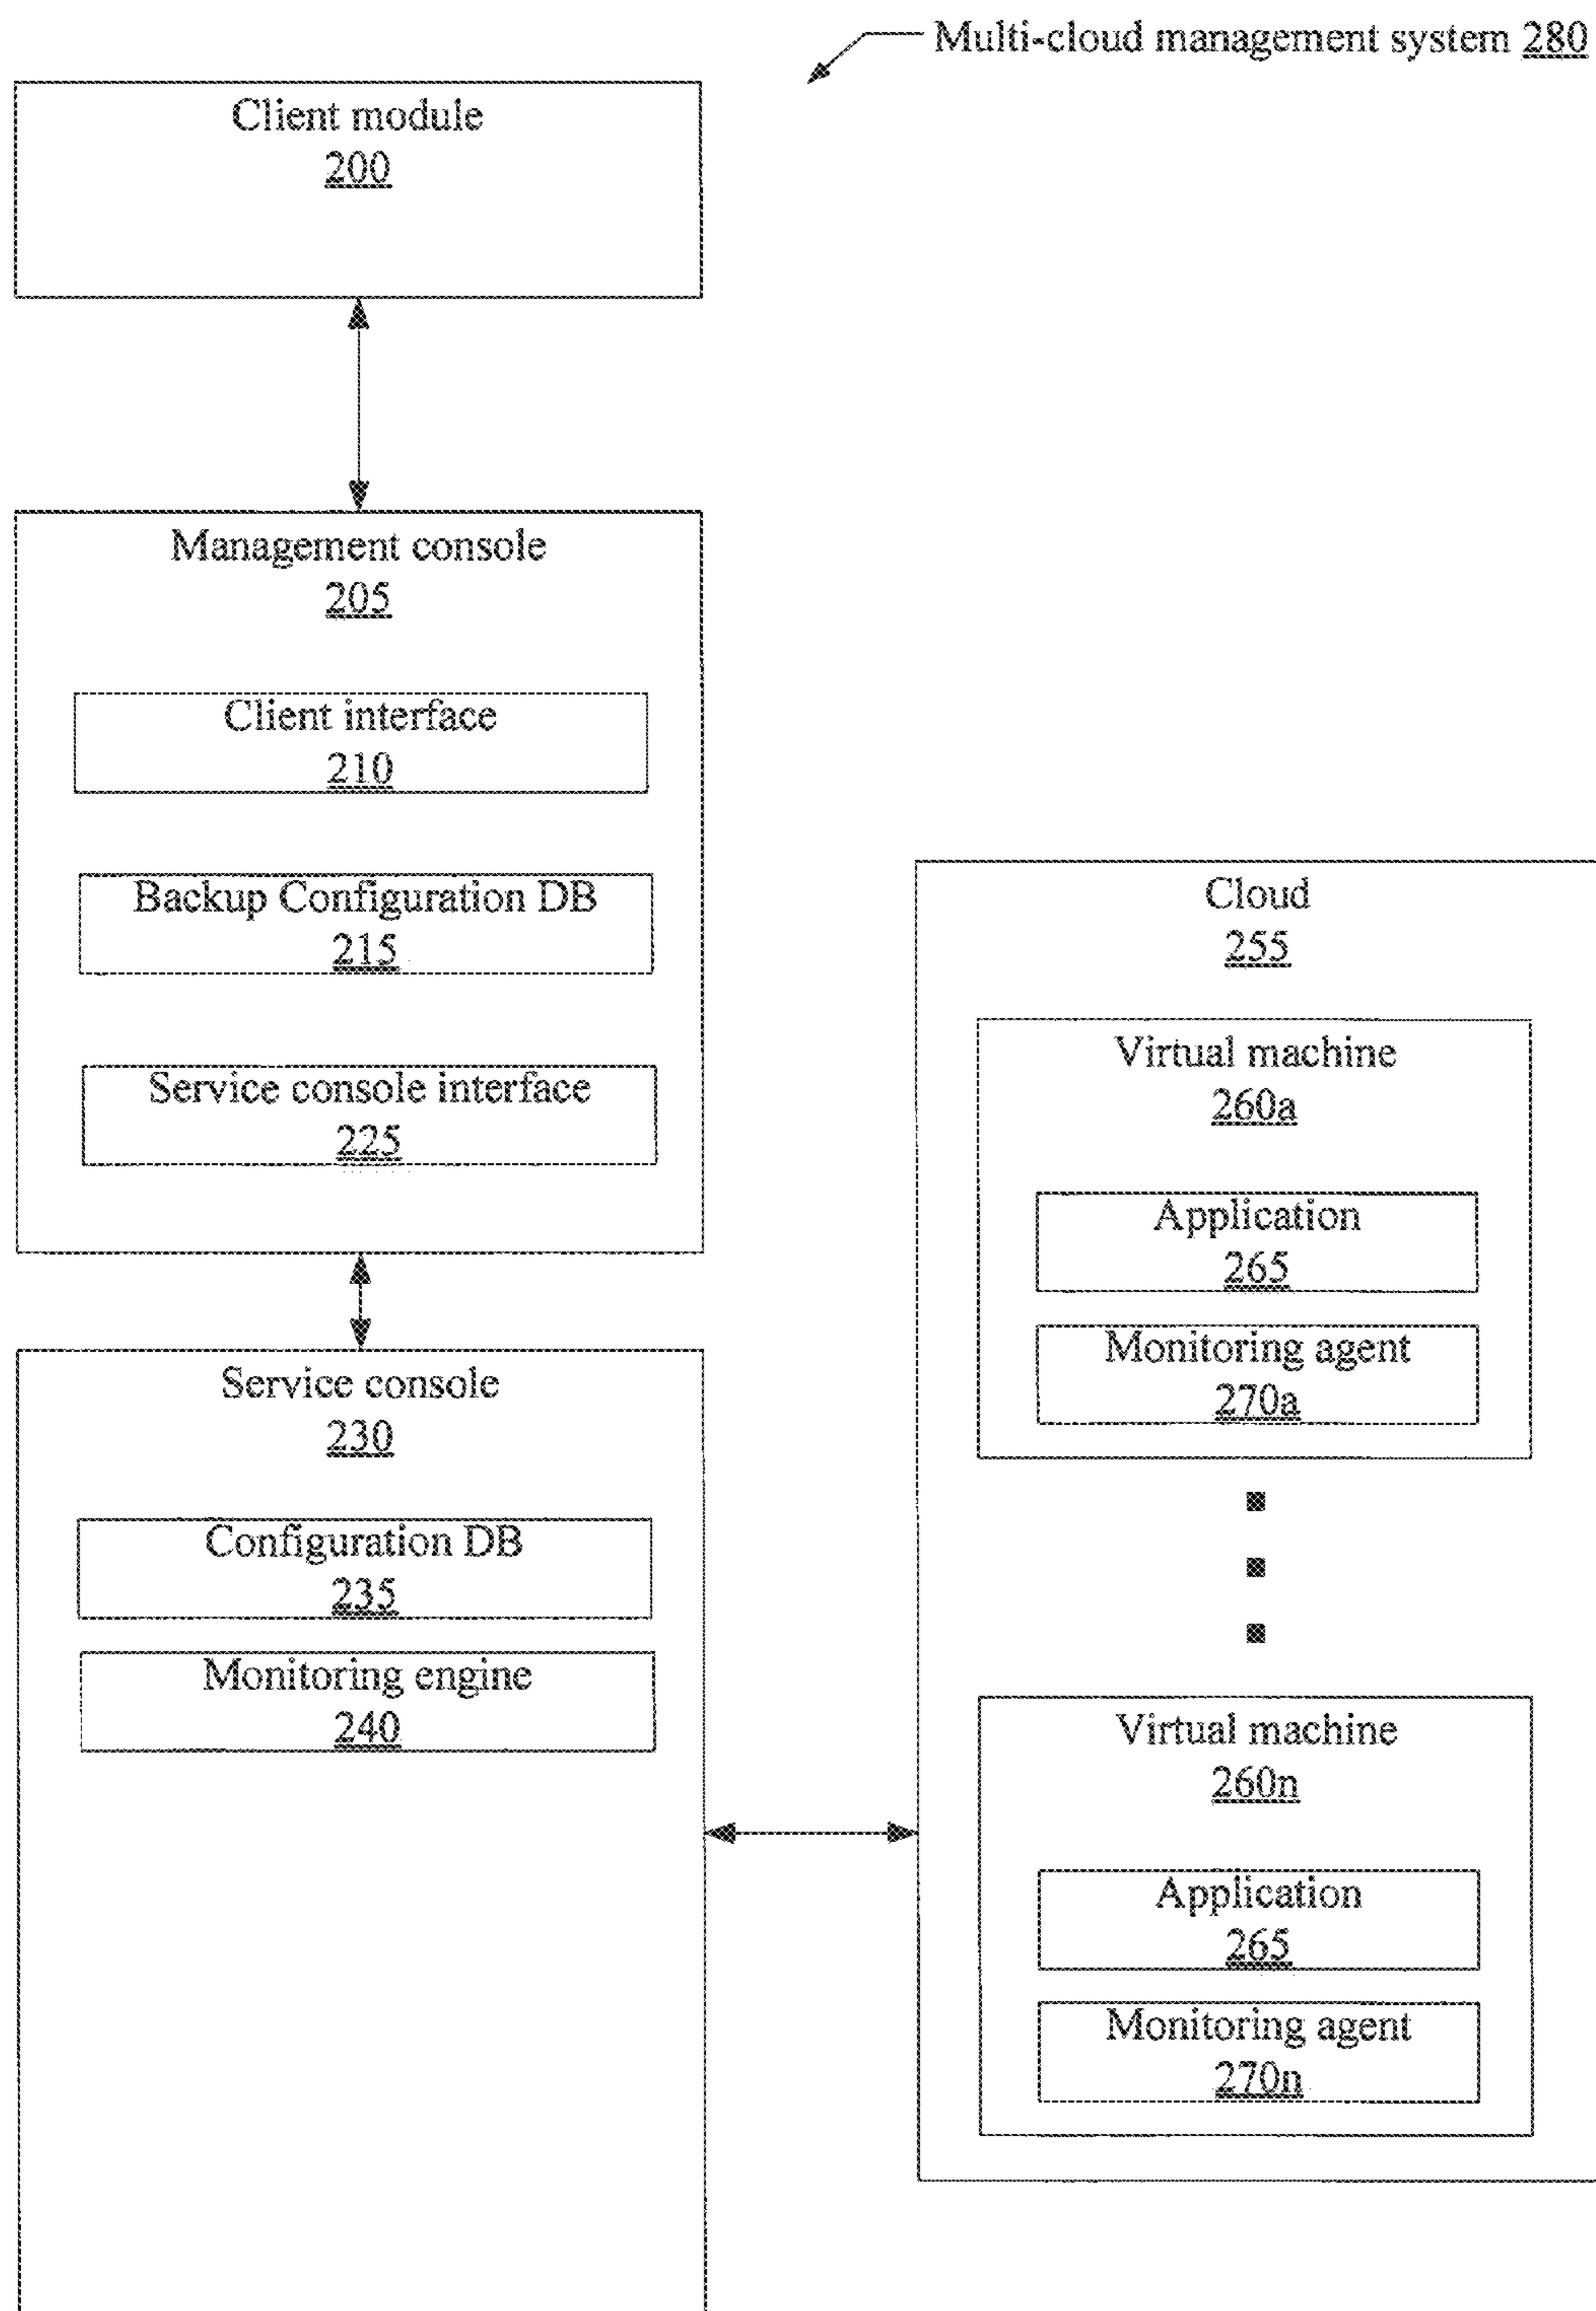 Multi-cloud management system 280
Client module
200
Management console
205
Client interface
210
Backup Configuration DB
215
Service console interface
225
Service console
230
Configuration DB
235
Monitoring engine
240
Cloud
255
Virtual machine
260a
Application
265
Monitoring agent
270a
Virtual machine
260n
Application
265
Monitoring agent
270n